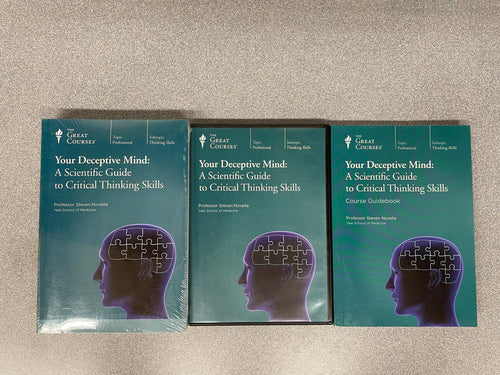 THE
GREAT
COURSES®
Topic
Professional
Subtopic
Thinking Skills
Your Deceptive Mind:
A Scientific Guide
to Critical Thinking Skills
Professor Steven Novella
Yale School of Medicine
THE
GREAT
COURSES®
Topic
Professional
Subtopic
Thinking Skills
Your Deceptive Mind:
A Scientific Guide
to Critical Thinking Skills
Professor Steven Novella
Yale School of Medicine
THE
GREAT
COURSES®
Topic
Professional
Subtopic
Thinking Skills
Your Deceptive Mind:
A Scientific Guide
to Critical Thinking Skills
Course Guidebook
Professor Steven Novella
Yale School of Medicine